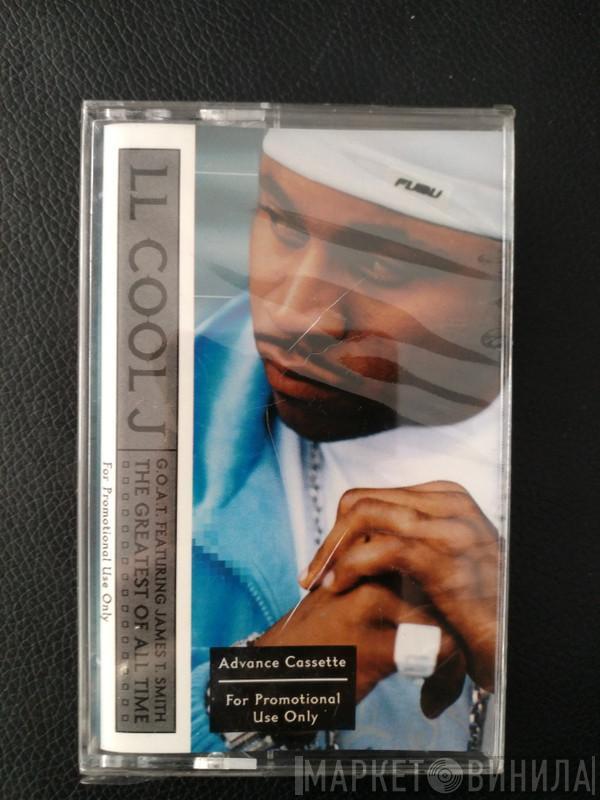 LL COOL J
G.O.A.T. FEATURING JAMES T. SMITH
THE GREATEST OF ALL TIME
For Promotional Use Only
FUBU
Advance Cassette
For Promotional
Use Only
МАРКЕТ ВИНИЛА